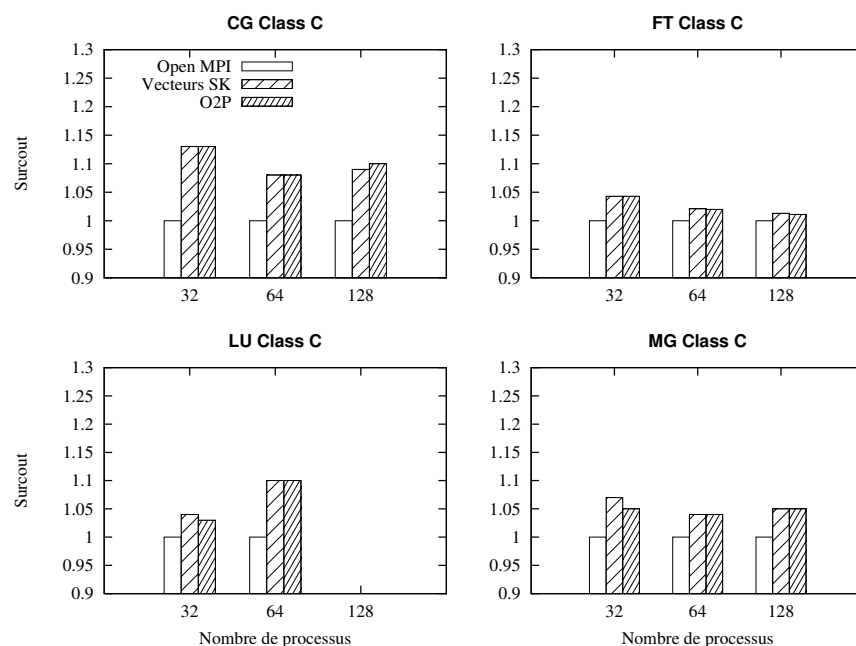 CG Class C
1.3
1.25
1.2
1.15
1.1
1.05
1
0.95
0.9
Surcout
Open MPI
Vecteurs SK
O2P
32 64 128
FT Class C
1.3
1.25
1.2
1.15
1.1
1.05
1
0.95
0.9
32 64 128
LU Class C
1.3
1.25
1.2
1.15
1.1
1.05
1
0.95
0.9
Surcout
32 64 128
Nombre de processus
MG Class C
1.3
1.25
1.2
1.15
1.1
1.05
1
0.95
0.9
32 64 128
Nombre de processus